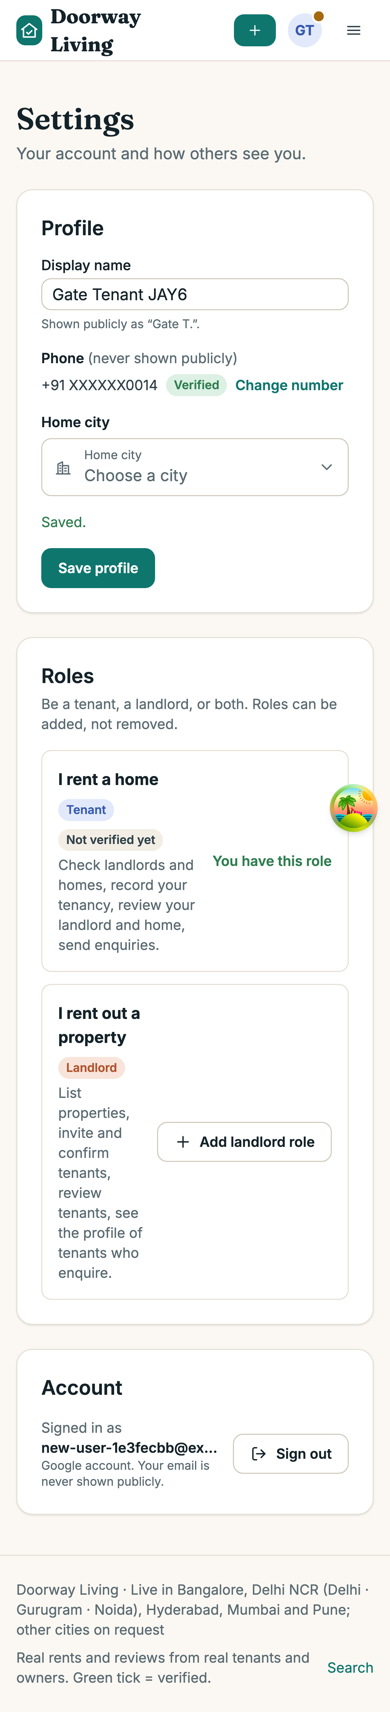 Doorway
Living
GT
Settings
Your account and how others see you.
Profile
Display name
Gate Tenant JAY6
Shown publicly as “Gate T.”.
Phone (never shown publicly)
+91 XXXXXX0014 Verified Change number
Home city
Home city
Choose a city
Saved.
Save profile
Roles
Be a tenant, a landlord, or both. Roles can be
added, not removed.
I rent a home
Tenant
Not verified yet
Check landlords and
homes, record your
tenancy, review your
landlord and home,
send enquiries.
You have this role
I rent out a
property
Landlord
List
properties,
invite and
confirm
tenants,
review
tenants, see
the profile of
tenants who
enquire.
Add landlord role
Account
Signed in as
new-user-1e3fecbb@ex...
Google account. Your email is
never shown publicly.
Sign out
Doorway Living · Live in Bangalore, Delhi NCR (Delhi ·
Gurugram · Noida), Hyderabad, Mumbai and Pune;
other cities on request
Real rents and reviews from real tenants and
owners. Green tick = verified.
Search